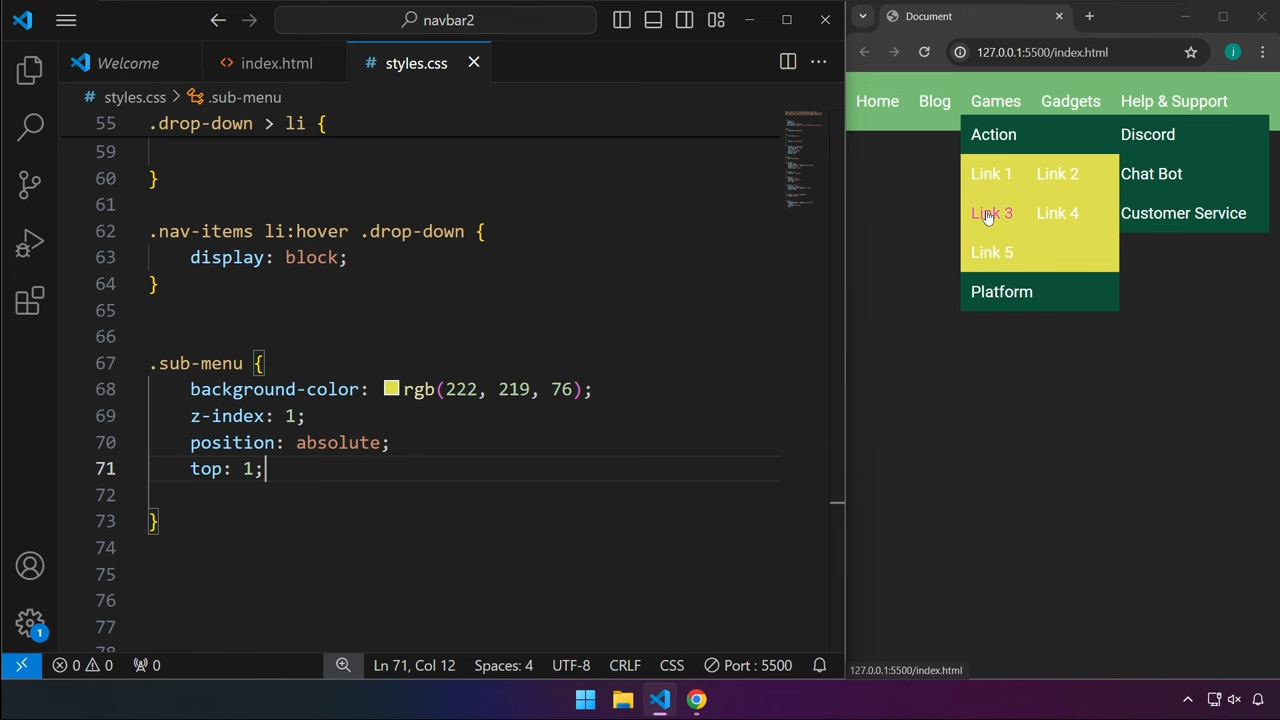 navbar2
Welcome
index.html
styles.css
styles.css > .sub-menu
55 .drop-down > li {
59
60 }
61
62 .nav-items li:hover .drop-down {
63 display: block;
64 }
65
66
67 .sub-menu {
68 background-color: rgb(222, 219, 76);
69 z-index: 1;
70 position: absolute;
71 top: 1;
72
73 }
74
75
76
77
1
0 0 0 Ln 71, Col 12 Spaces: 4 UTF-8 CRLF CSS Port : 5500
Document
127.0.0.1:5500/index.html
j
Home Blog Games Gadgets Help & Support
Action Discord
Link 1 Link 2 Chat Bot
Link 3 Link 4 Customer Service
Link 5
Platform
127.0.0.1:5500/index.html